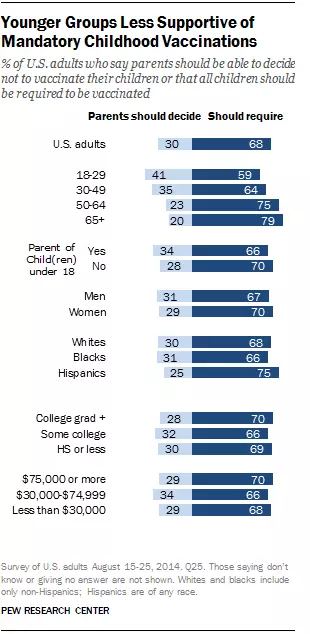 Younger Groups Less Supportive of
Mandatory Childhood Vaccinations
% of U.S. adults who say parents should be able to decide
not to vaccinate their children or that all children should
be required to be vaccinated
Parents should decide Should require
U.S. adults 30 68
18-29 41 59
30-49 35 64
50-64 23 75
65+ 20 79
Parent of Child(ren) under 18
Yes 34 66
No 28 70
Men 31 67
Women 29 70
Whites 30 68
Blacks 31 66
Hispanics 25 75
College grad + 28 70
Some college 32 66
HS or less 30 69
$75,000 or more 29 70
$30,000-$74,999 34 66
Less than $30,000 29 68
Survey of U.S. adults August 15-25, 2014. Q25. Those saying don't
know or giving no answer are not shown. Whites and blacks include
only non-Hispanics; Hispanics are of any race.
PEW RESEARCH CENTER